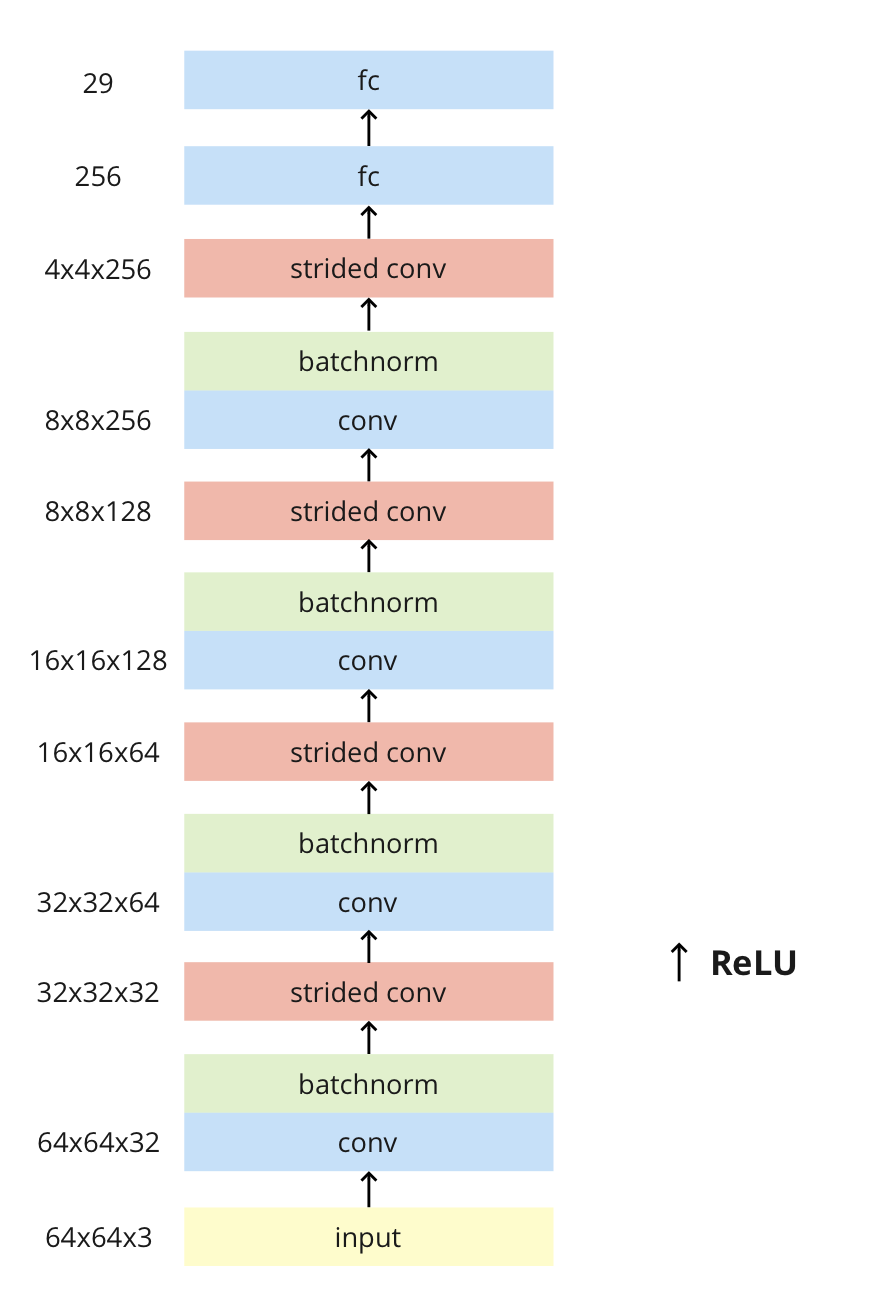 29 fc
256 fc
4x4x256 strided conv
batchnorm
8x8x256 conv
8x8x128 strided conv
batchnorm
16x16x128 conv
16x16x64 strided conv
batchnorm
32x32x64 conv
ReLU
32x32x32 strided conv
batchnorm
64x64x32 conv
64x64x3 input